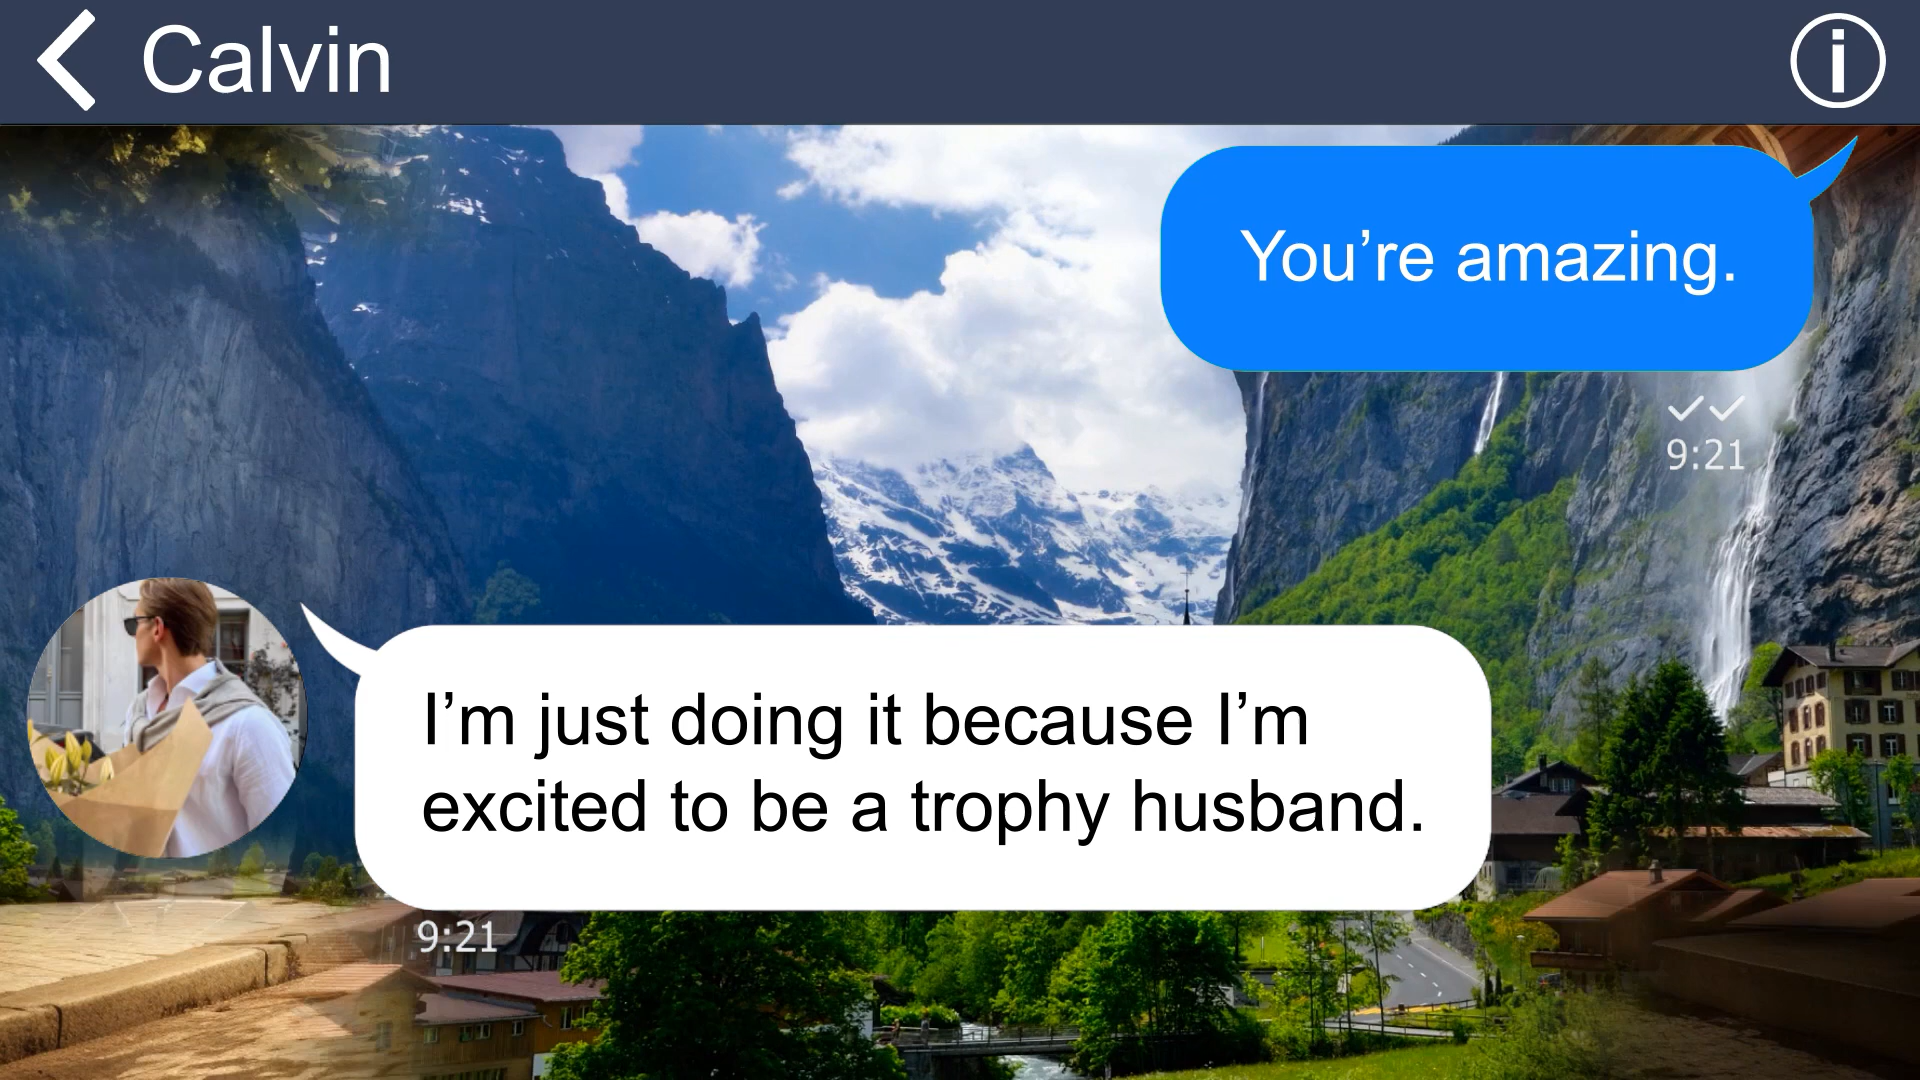 Calvin
You’re amazing.
9:21
I’m just doing it because I’m
excited to be a trophy husband.
9:21